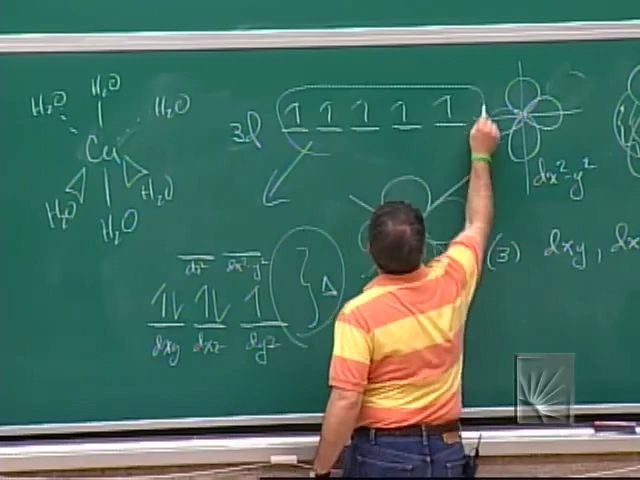 H₂O
H₂O
H₂O
Cu
H₂O
H₂O
H₂O
3d
dx²-y²
(3) dxy, dx
dz² dx²-y²
Δ
dxy dxz dyz